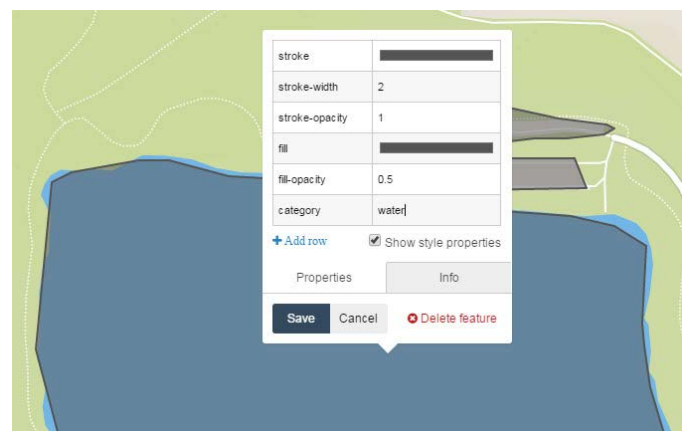 stroke
stroke-width 2
stroke-opacity 1
fill
fill-opacity 0.5
category water
+ Add row Show style properties
Properties Info
Save Cancel Delete feature